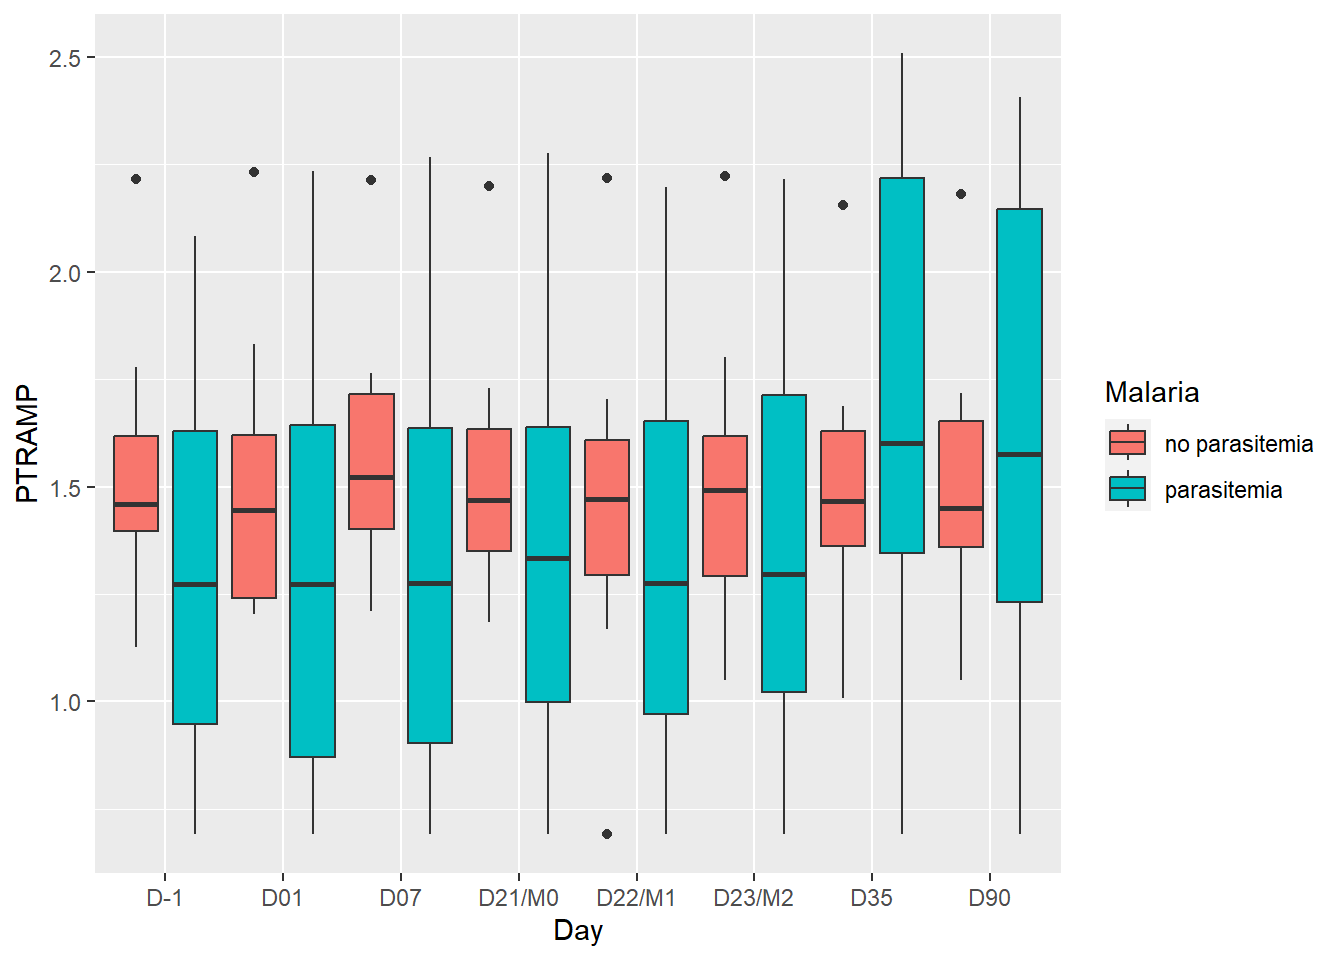 PTRAMP
2.5
2.0
1.5
1.0
D-1 D01 D07 D21/M0 D22/M1 D23/M2 D35 D90
Day
Malaria
no parasitemia
parasitemia